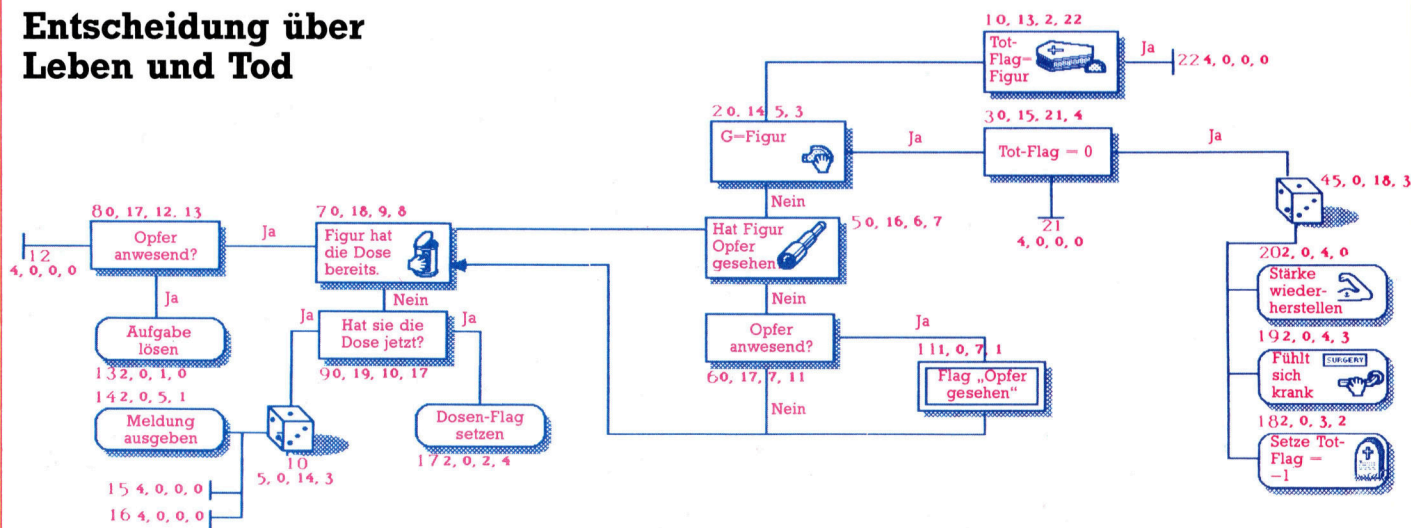 Entscheidung über
Leben und Tod
10, 13, 2, 22
Tot-
Flag=
Figur
Ja
22 4, 0, 0, 0
20, 14, 5, 3
G=Figur
Ja
30, 15, 21, 4
Tot-Flag = 0
Ja
21
4, 0, 0, 0
45, 0, 18, 3
202, 0, 4, 0
Stärke
wieder-
herstellen
192, 0, 4, 3
Fühlt
sich
krank
SURGERY
182, 0, 3, 2
Setze Tot-
Flag =
−1
Nein
50, 16, 6, 7
Hat Figur
Opfer
gesehen
Nein
Opfer
anwesend?
60, 17, 7, 11
Ja
111, 0, 7, 1
Flag „Opfer
gesehen“
Nein
70, 18, 9, 8
Figur hat
die Dose
bereits.
Ja
80, 17, 12. 13
Opfer
anwesend?
12
4, 0, 0, 0
Ja
Aufgabe
lösen
132, 0, 1, 0
Nein
Hat sie die
Dose jetzt?
90, 19, 10, 17
Ja
Ja
142, 0, 5, 1
Meldung
ausgeben
10
5, 0, 14, 3
15 4, 0, 0, 0
16 4, 0, 0, 0
Dosen-Flag
setzen
172, 0, 2, 4